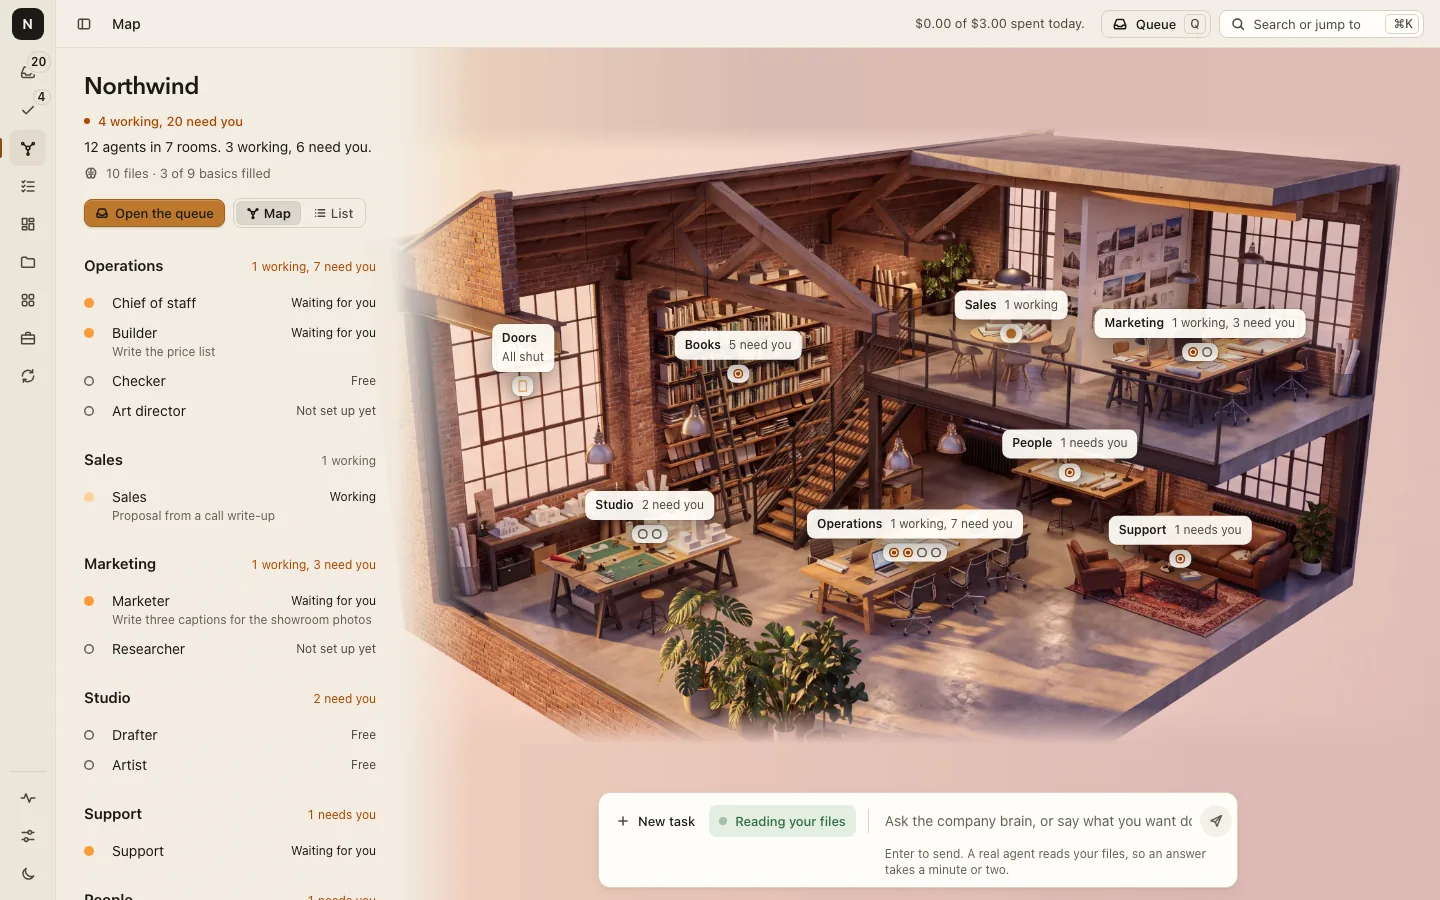 N
Map
$0.00 of $3.00 spent today.
Queue Q
Search or jump to ⌘K
20
4
Northwind
4 working, 20 need you
12 agents in 7 rooms. 3 working, 6 need you.
10 files · 3 of 9 basics filled
Open the queue
Map
List
Operations 1 working, 7 need you
Chief of staff Waiting for you
Builder Waiting for you
Write the price list
Checker Free
Art director Not set up yet
Sales 1 working
Sales Working
Proposal from a call write-up
Marketing 1 working, 3 need you
Marketer Waiting for you
Write three captions for the showroom photos
Researcher Not set up yet
Studio 2 need you
Drafter Free
Artist Free
Support 1 needs you
Support Waiting for you
People 1 needs you
Doors
All shut
Books 5 need you
Sales 1 working
Marketing 1 working, 3 need you
People 1 needs you
Studio 2 need you
Operations 1 working, 7 need you
Support 1 needs you
New task
Reading your files
Ask the company brain, or say what you want do
Enter to send. A real agent reads your files, so an answer
takes a minute or two.